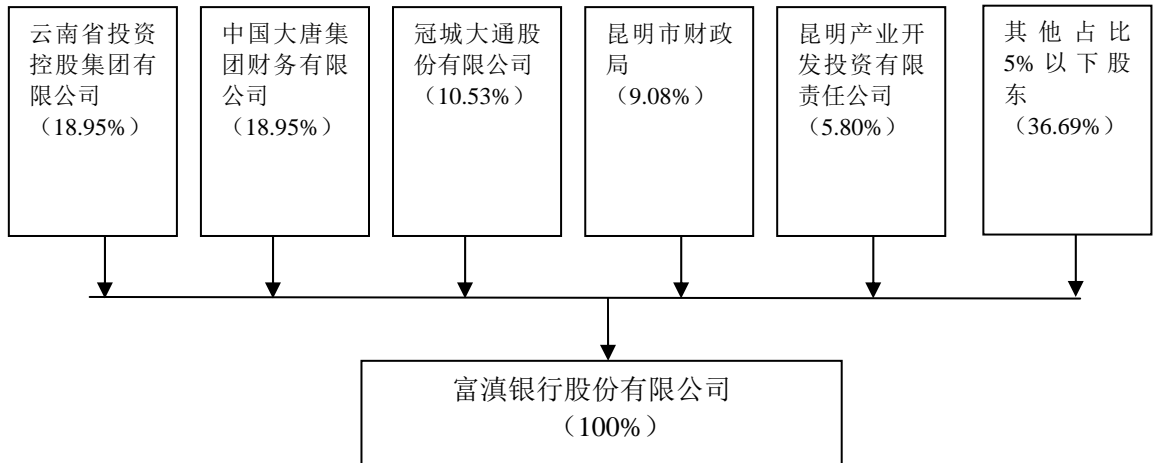 云南省投资
控股集团有
限公司
（18.95%）
中国大唐集
团财务有限
公司
（18.95%）
冠城大通股
份有限公司
（10.53%）
昆明市财政
局
（9.08%）
昆明产业开
发投资有限
责任公司
（5.80%）
其他占比
5%以下股
东
（36.69%）
富滇银行股份有限公司
（100%）